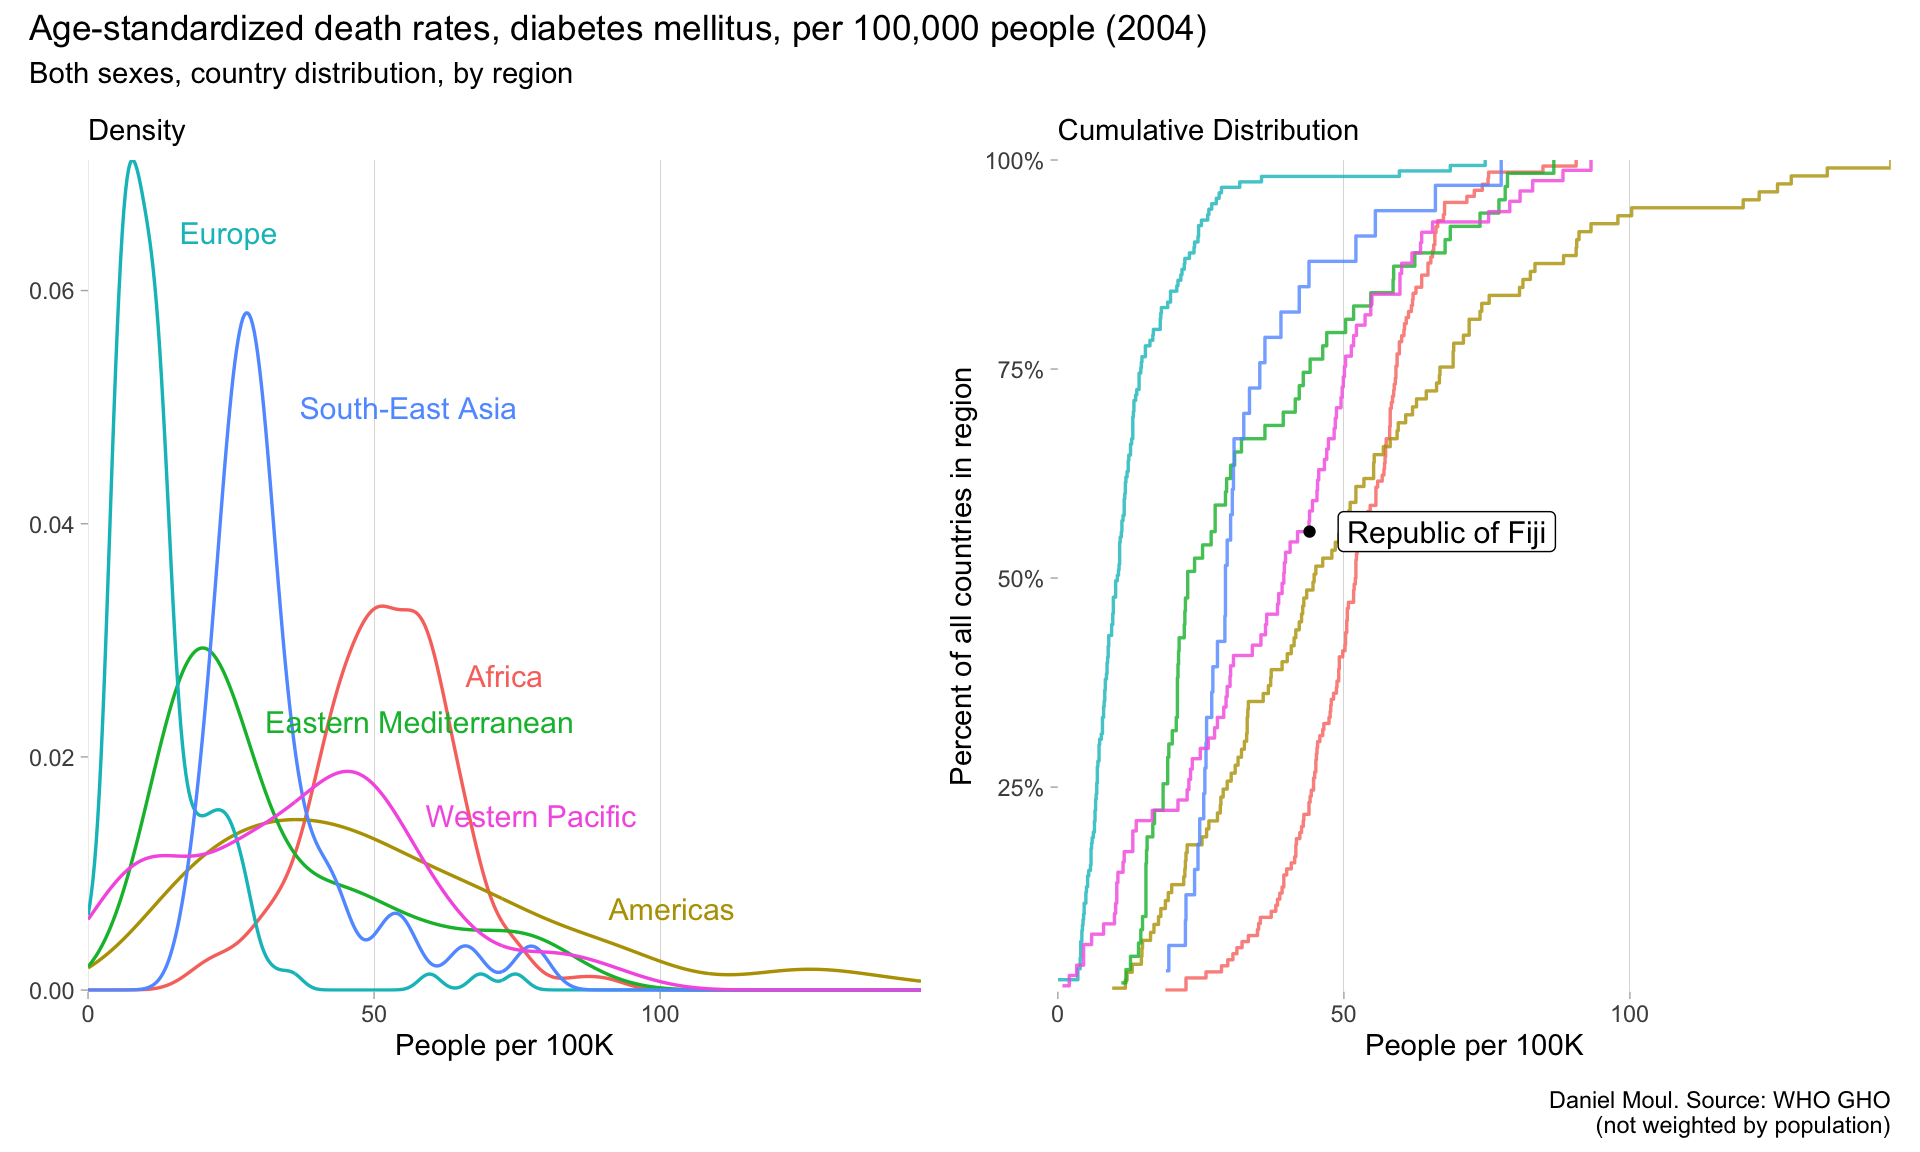 Age-standardized death rates, diabetes mellitus, per 100,000 people (2004)
Both sexes, country distribution, by region
Density
0.06
0.04
0.02
0.00
Europe
South-East Asia
Africa
Eastern Mediterranean
Western Pacific
Americas
0 50 100
People per 100K
Cumulative Distribution
Percent of all countries in region
100%
75%
50%
25%
Republic of Fiji
0 50 100
People per 100K
Daniel Moul. Source: WHO GHO
(not weighted by population)